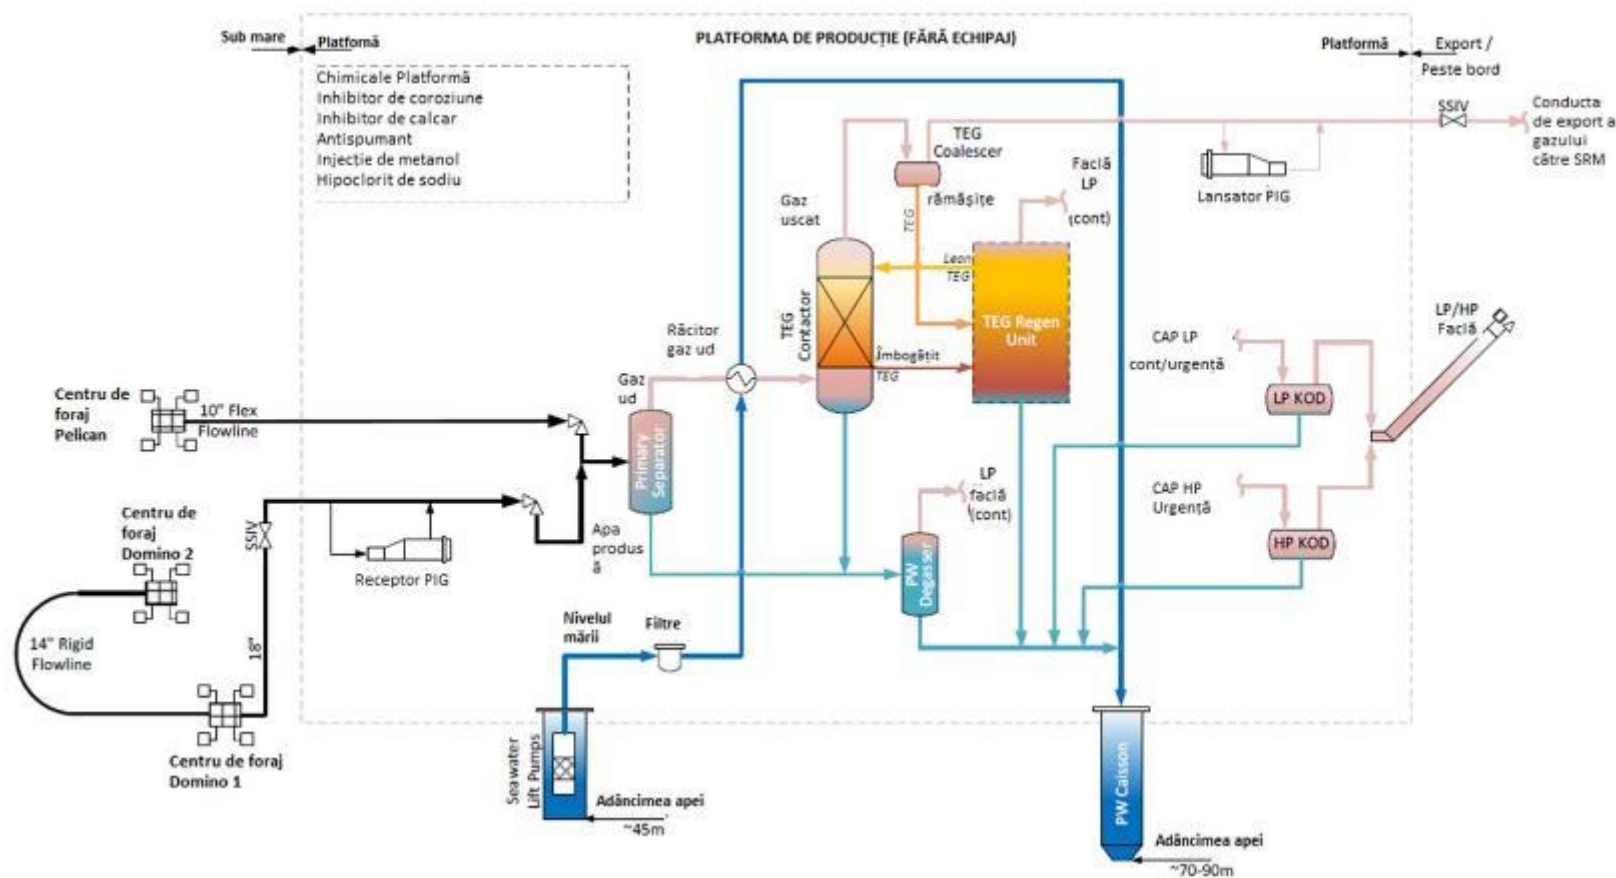 PLATFORMA DE PRODUCȚIE (FĂRĂ ECHIPAJ)
Sub mare
Platformă
Platformă
Export /
Peste bord
Chimicale Platformă
Inhibitor de coroziune
Inhibitor de calcar
Antispumant
Injectie de metanol
Hipoclorit de sodiu
SSIV
Conducta
de export a
gazului
către SRM
TEG
Coalescer
Faclă
LP
(cont)
Lansator PIG
Gaz
uscat
rămășițe
TEG
Lean
TEG
TEG
Contactor
TEG Regen
Unit
Îmbogățit
TEG
Răcitor
gaz ud
Gaz
ud
LP/HP
Faclă
CAP LP
cont/urgență
LP KOD
Centru de
foraj
Pelican
10" Flex
Flowline
Primary
Separator
LP
faclă
(cont)
CAP HP
Urgență
HP KOD
Centru de
foraj
Domino 2
SSIV
Receptor PIG
Apa
produs
ă
PW
Degasser
14" Rigid
Flowline
18"
Nivelul
mării
Filtre
Centru de foraj
Domino 1
Seawater
Lift Pumps
Adâncimea apei
~45m
PW Caisson
Adâncimea apei
~70-90m